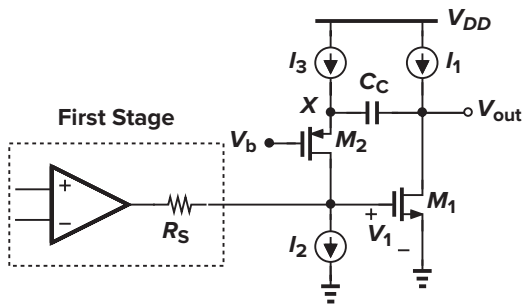 V_DD
I_3
I_1
C_C
X
V_out
First Stage
V_b
M_2
+
−
R_S
M_1
+
V_1
−
I_2